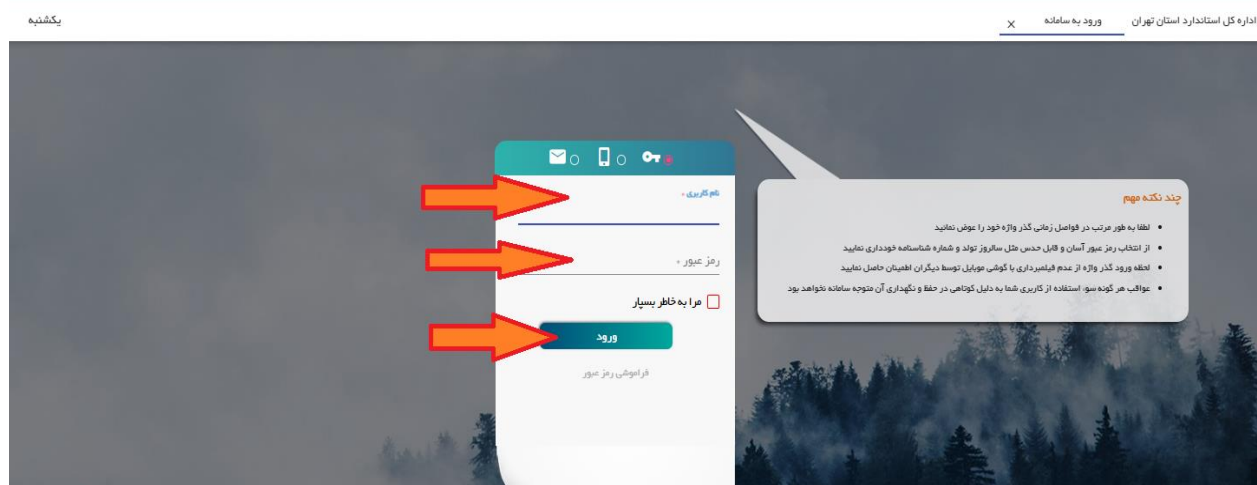 اداره کل استاندارد استان تهران
ورود به سامانه ×
یکشنبه
نام کاربری *
رمز عبور *
مرا به خاطر بسپار
ورود
فراموشی رمز عبور
چند نکته مهم
لطفا به طور مرتب در فواصل زمانی گذر واژه خود را عوض نمائید
از انتخاب رمز عبور آسان و قابل حدس مثل سالروز تولد و شماره شناسنامه خودداری نمایید
لحظه ورود گذر واژه از عدم فیلمبرداری با گوشی موبایل توسط دیگران اطمینان حاصل نمایید
عواقب هر گونه سوء استفاده از کاربری شما به دلیل کوتاهی در حفظ و نگهداری آن متوجه سامانه نخواهد بود